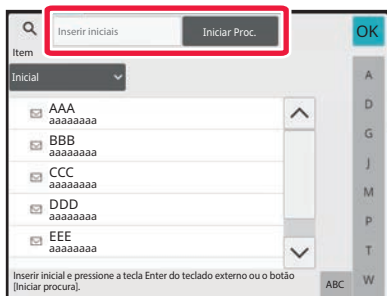 Inserir iniciais
Iniciar Proc.
OK
Item
Inicial
A
D
G
J
M
P
T
W
AAA
aaaaaaaa
BBB
aaaaaaaa
CCC
aaaaaaaa
DDD
aaaaaaaa
EEE
aaaaaaaa
Inserir inicial e pressione a tecla Enter do teclado externo ou o botão
[Iniciar procura].
ABC